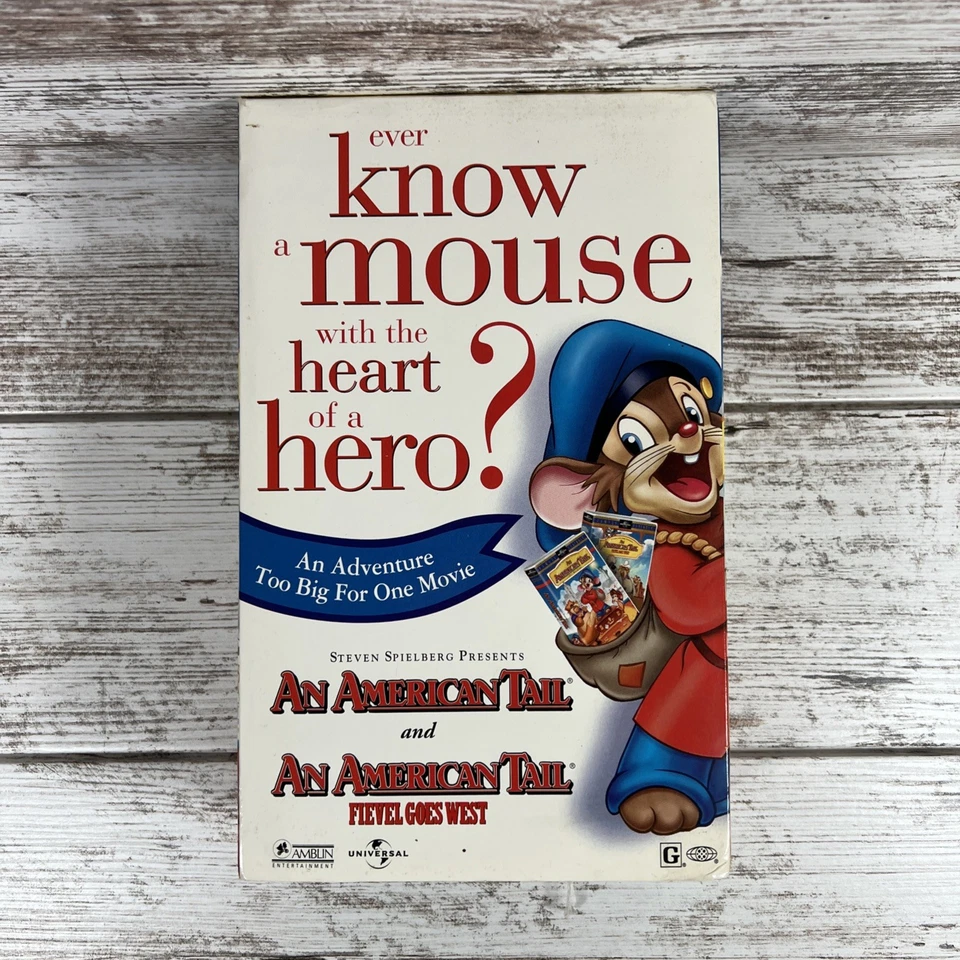 ever
know
a mouse
with the
heart
of a
hero?
An Adventure
Too Big For One Movie
STEVEN SPIELBERG PRESENTS
AN AMERICAN TAIL®
and
AN AMERICAN TAIL®
FIEVEL GOES WEST
AMBLIN
ENTERTAINMENT
UNIVERSAL
G